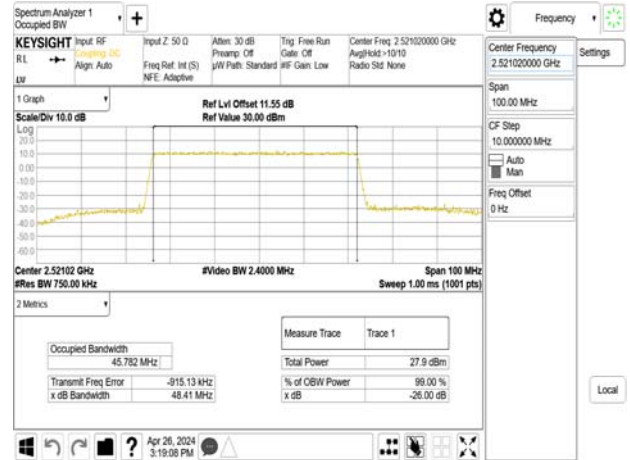 Spectrum Analyzer 1
Occupied BW
+
Frequency
KEYSIGHT
Input: RF
Input Z: 50 Ω
Atten: 30 dB
Trig: Free Run
Center Freq: 2.521020000 GHz
RL
Coupling: DC
Preamp: Off
Gate: Off
Avg|Hold:>10/10
Align: Auto
Freq Ref: Int (S)
µW Path: Standard
#IF Gain: Low
Radio Std: None
NFE: Adaptive
Center Frequency
2.521020000 GHz
Settings
Span
100.00 MHz
CF Step
10.000000 MHz
Auto
Man
Freq Offset
0 Hz
Local
1 Graph
Ref Lvl Offset 11.55 dB
Scale/Div 10.0 dB
Ref Value 30.00 dBm
Log
20.0
10.0
0.00
-10.0
-20.0
-30.0
-40.0
-50.0
-60.0
Center 2.52102 GHz
#Video BW 2.4000 MHz
Span 100 MHz
#Res BW 750.00 kHz
Sweep 1.00 ms (1001 pts)
2 Metrics
Measure Trace
Trace 1
Occupied Bandwidth
45.782 MHz
Total Power
27.9 dBm
Transmit Freq Error
-915.13 kHz
% of OBW Power
99.00 %
x dB Bandwidth
48.41 MHz
x dB
-26.00 dB
?
Apr 26, 2024
3:19:08 PM